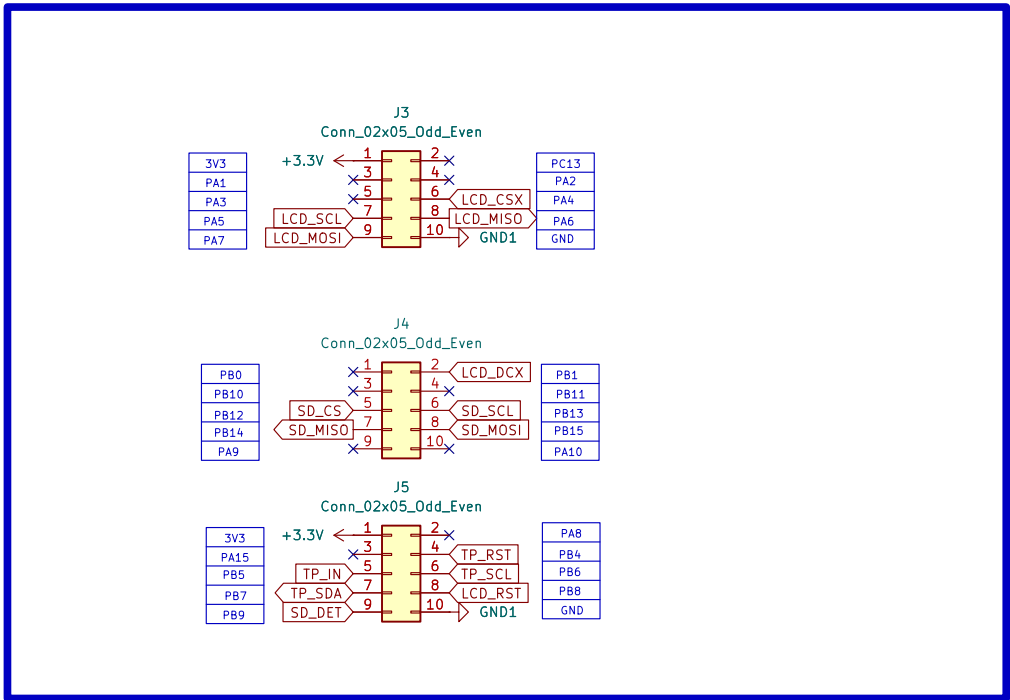 J3
Conn_02x05_Odd_Even
3V3 +3.3V 1 2 PC13
PA1 3 4 PA2
PA3 5 6 LCD_CSX PA4
PA5 LCD_SCL 7 8 LCD_MISO PA6
PA7 LCD_MOSI 9 10 GND1 GND
J4
Conn_02x05_Odd_Even
PB0 1 2 LCD_DCX PB1
PB10 3 4 PB11
PB12 SD_CS 5 6 SD_SCL PB13
PB14 SD_MISO 7 8 SD_MOSI PB15
PA9 9 10 PA10
J5
Conn_02x05_Odd_Even
3V3 +3.3V 1 2 PA8
PA15 3 4 TP_RST PB4
PB5 TP_IN 5 6 TP_SCL PB6
PB7 TP_SDA 7 8 LCD_RST PB8
PB9 SD_DET 9 10 GND1 GND